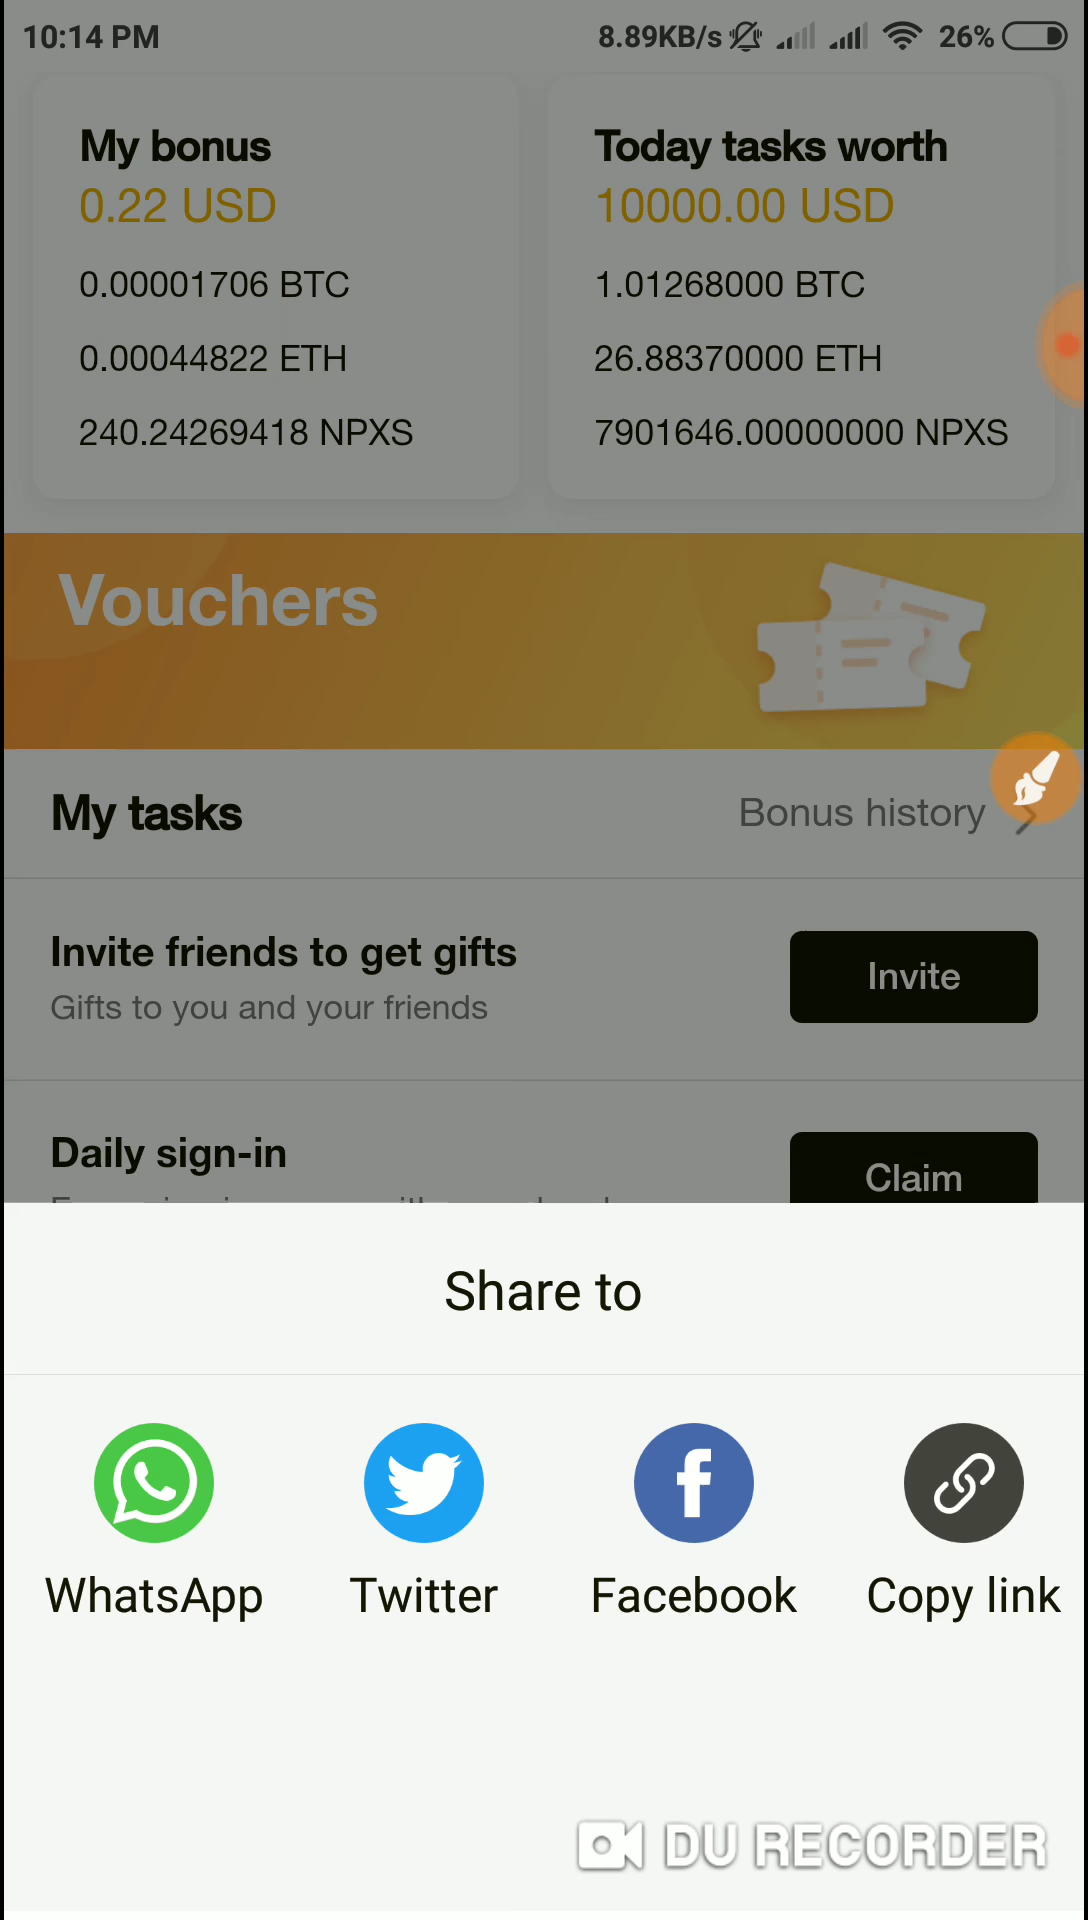 10:14 PM 8.89KB/s 26%
My bonus
0.22 USD
0.00001706 BTC
0.00044822 ETH
240.24269418 NPXS
Today tasks worth
10000.00 USD
1.01268000 BTC
26.88370000 ETH
7901646.00000000 NPXS
Vouchers
My tasks Bonus history
Invite friends to get gifts
Gifts to you and your friends
Invite
Daily sign-in
Claim
Share to
WhatsApp Twitter Facebook Copy link
DU RECORDER